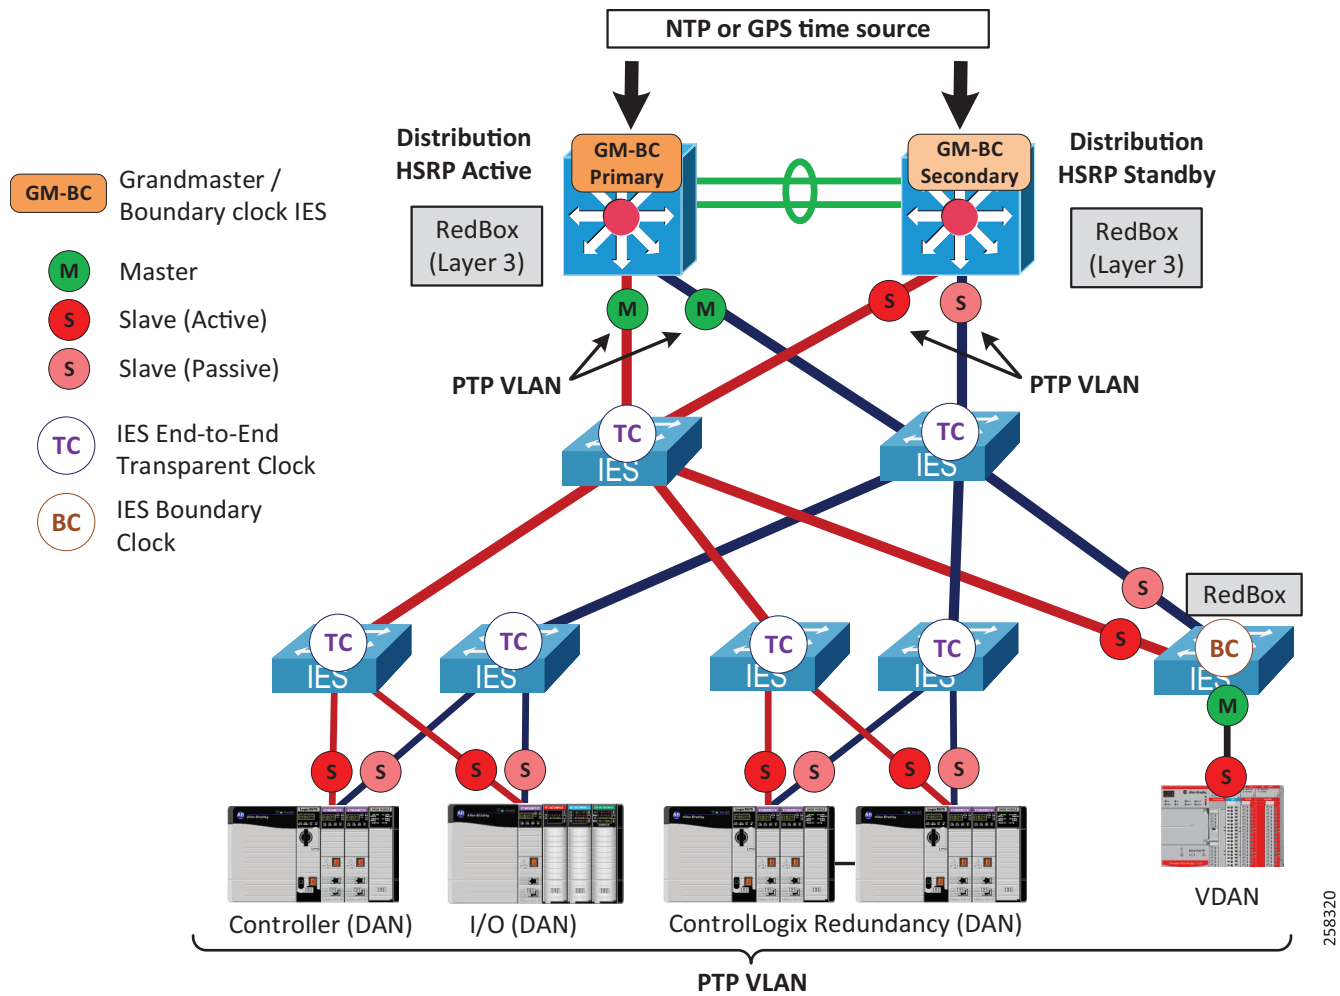 NTP or GPS time source
Distribution
HSRP Active
GM-BC
Primary
GM-BC
Secondary
Distribution
HSRP Standby
RedBox
(Layer 3)
RedBox
(Layer 3)
GM-BC
Grandmaster /
Boundary clock IES
M
Master
S
Slave (Active)
S
Slave (Passive)
TC
IES End-to-End
Transparent Clock
BC
IES Boundary
Clock
M
M
S
S
PTP VLAN
PTP VLAN
TC
IES
TC
IES
S
RedBox
S
TC
IES
TC
IES
TC
IES
TC
IES
BC
IES
M
S
S
S
S
S
S
S
S
S
Controller (DAN)
I/O (DAN)
ControlLogix Redundancy (DAN)
VDAN
PTP VLAN
258320